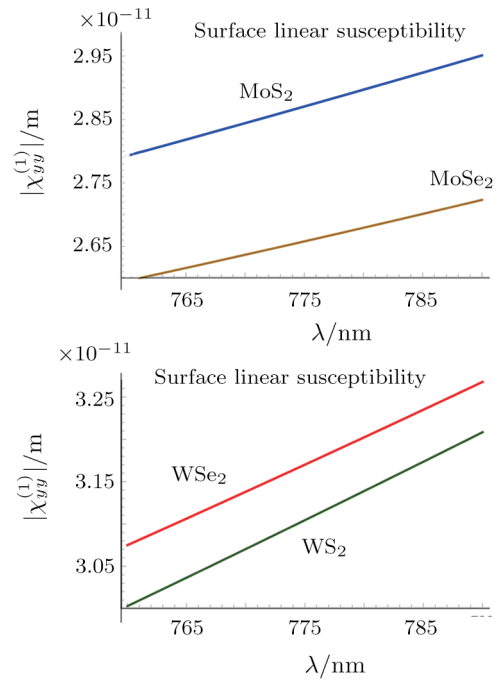 ×10⁻¹¹
Surface linear susceptibility
2.95
MoS₂
2.85
|χ⁽¹⁾yy|/m
2.75
MoSe₂
2.65
765 775 785
λ/nm
×10⁻¹¹
Surface linear susceptibility
3.25
WSe₂
3.15
|χ⁽¹⁾yy|/m
WS₂
3.05
765 775 785
λ/nm